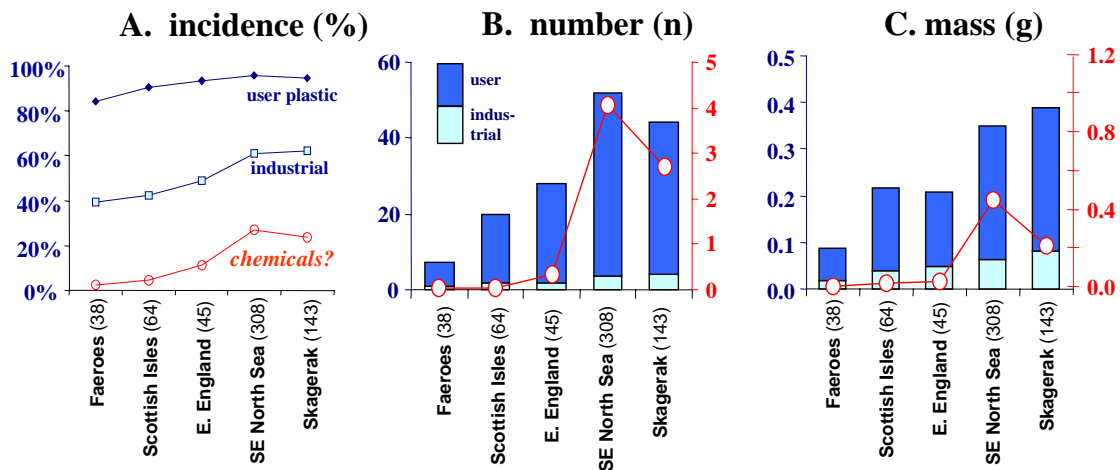 A. incidence (%)
100%
80%
60%
40%
20%
0%
user plastic
industrial
chemicals?
Faeroes (38)
Scottish Isles (64)
E. England (45)
SE North Sea (308)
Skagerak (143)
B. number (n)
60
40
20
0
user
indus-
trial
5
4
3
2
1
0
Faeroes (38)
Scottish Isles (64)
E. England (45)
SE North Sea (308)
Skagerak (143)
C. mass (g)
0.5
0.4
0.3
0.2
0.1
0.0
1.2
0.8
0.4
0.0
Faeroes (38)
Scottish Isles (64)
E. England (45)
SE North Sea (308)
Skagerak (143)